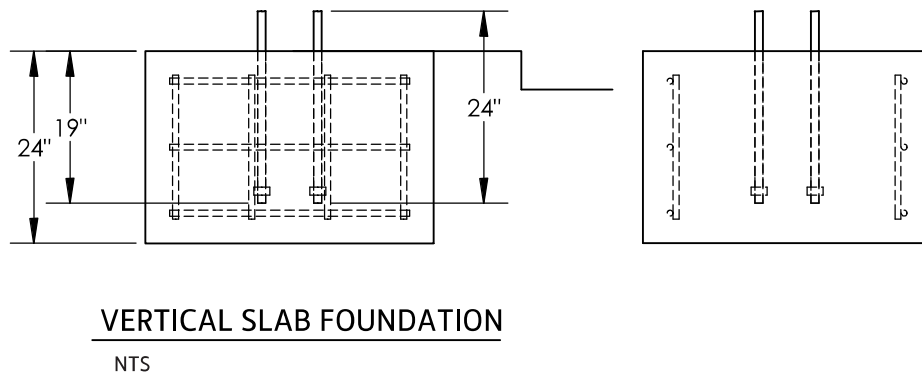 24"
19"
24"
VERTICAL SLAB FOUNDATION
NTS